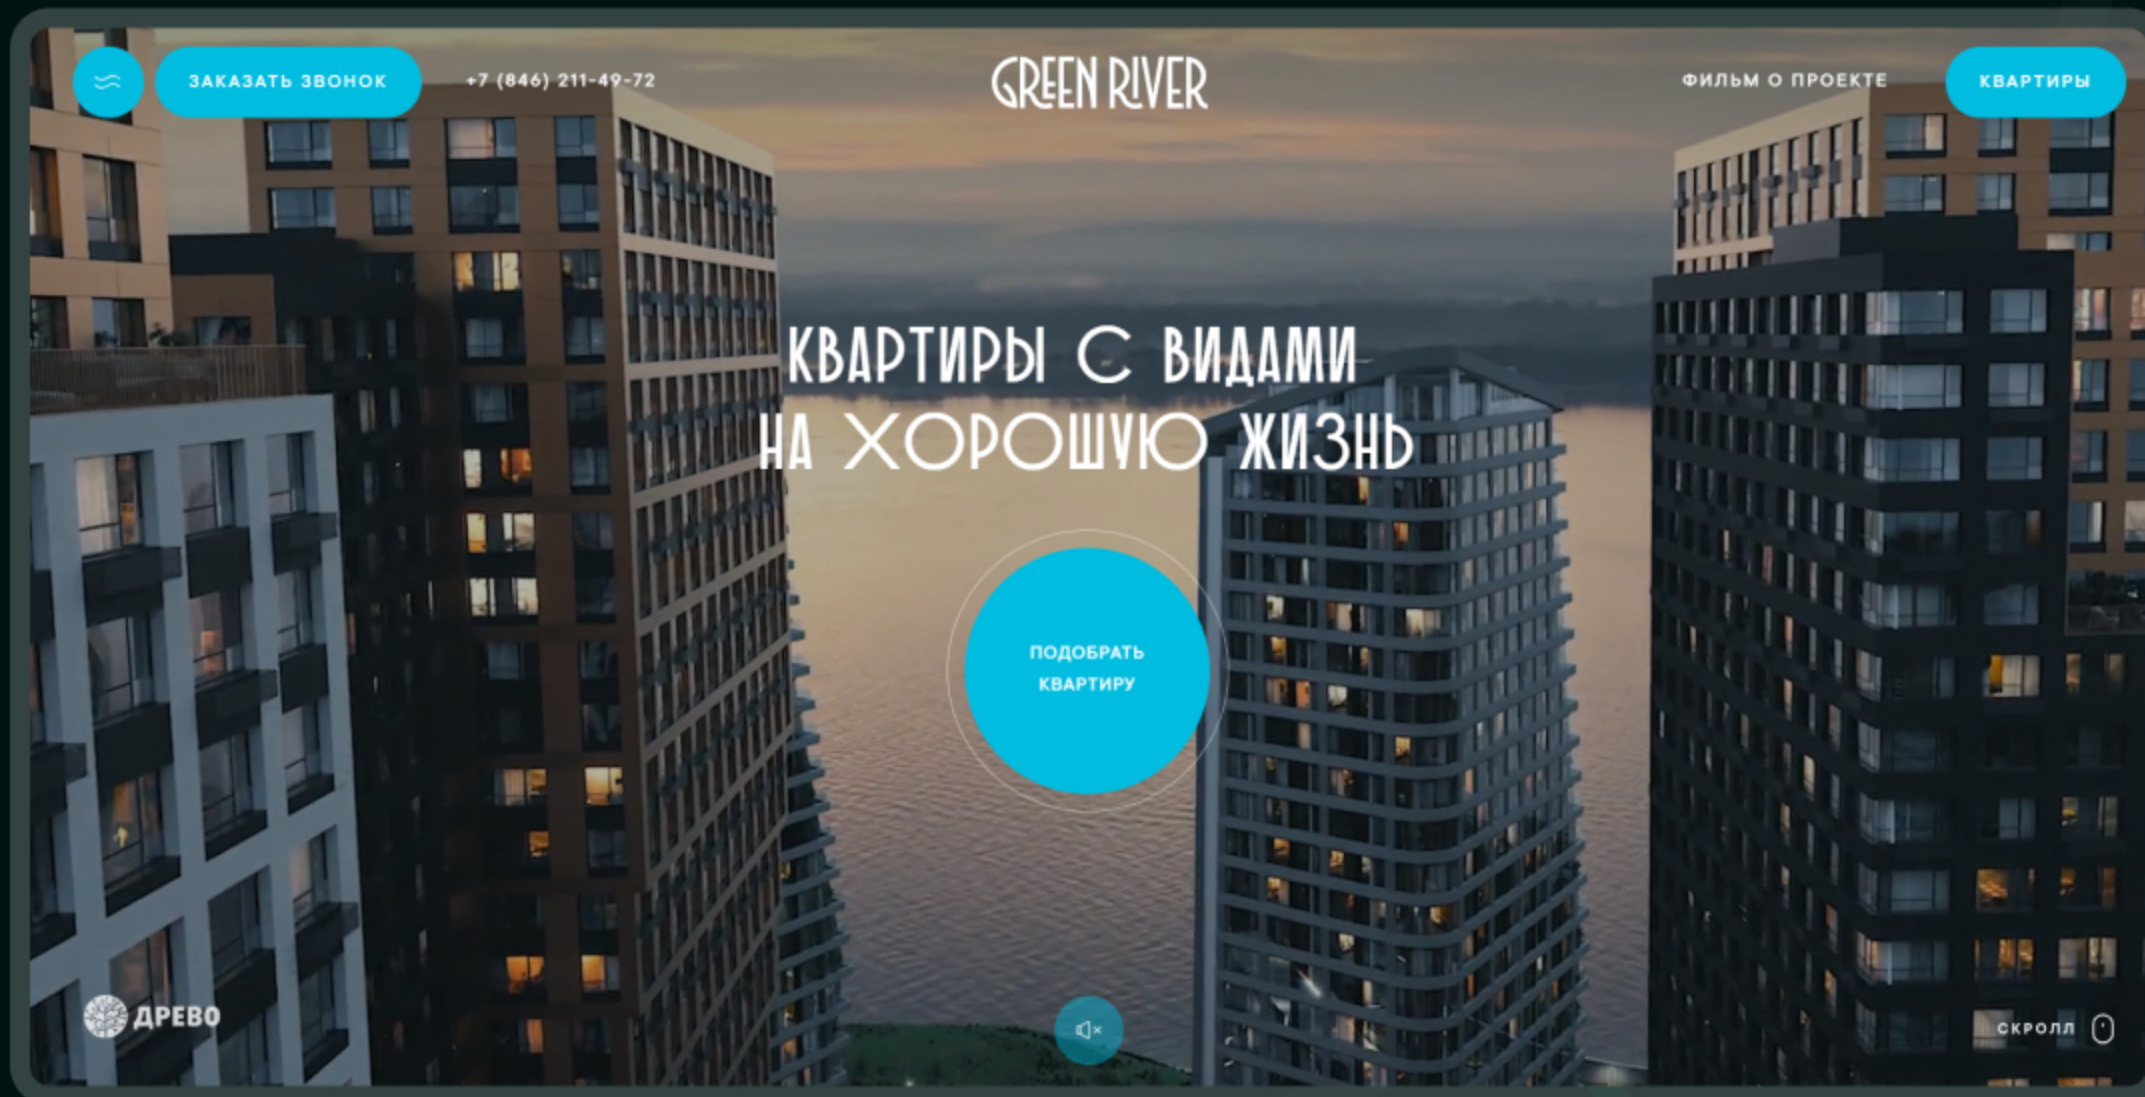 ЗАКАЗАТЬ ЗВОНОК
+7 (846) 211-49-72
GREEN RIVER
ФИЛЬМ О ПРОЕКТЕ
КВАРТИРЫ
КВАРТИРЫ С ВИДАМИ
НА ХОРОШУЮ ЖИЗНЬ
ПОДОБРАТЬ
КВАРТИРУ
ДРЕВО
СКРОЛЛ